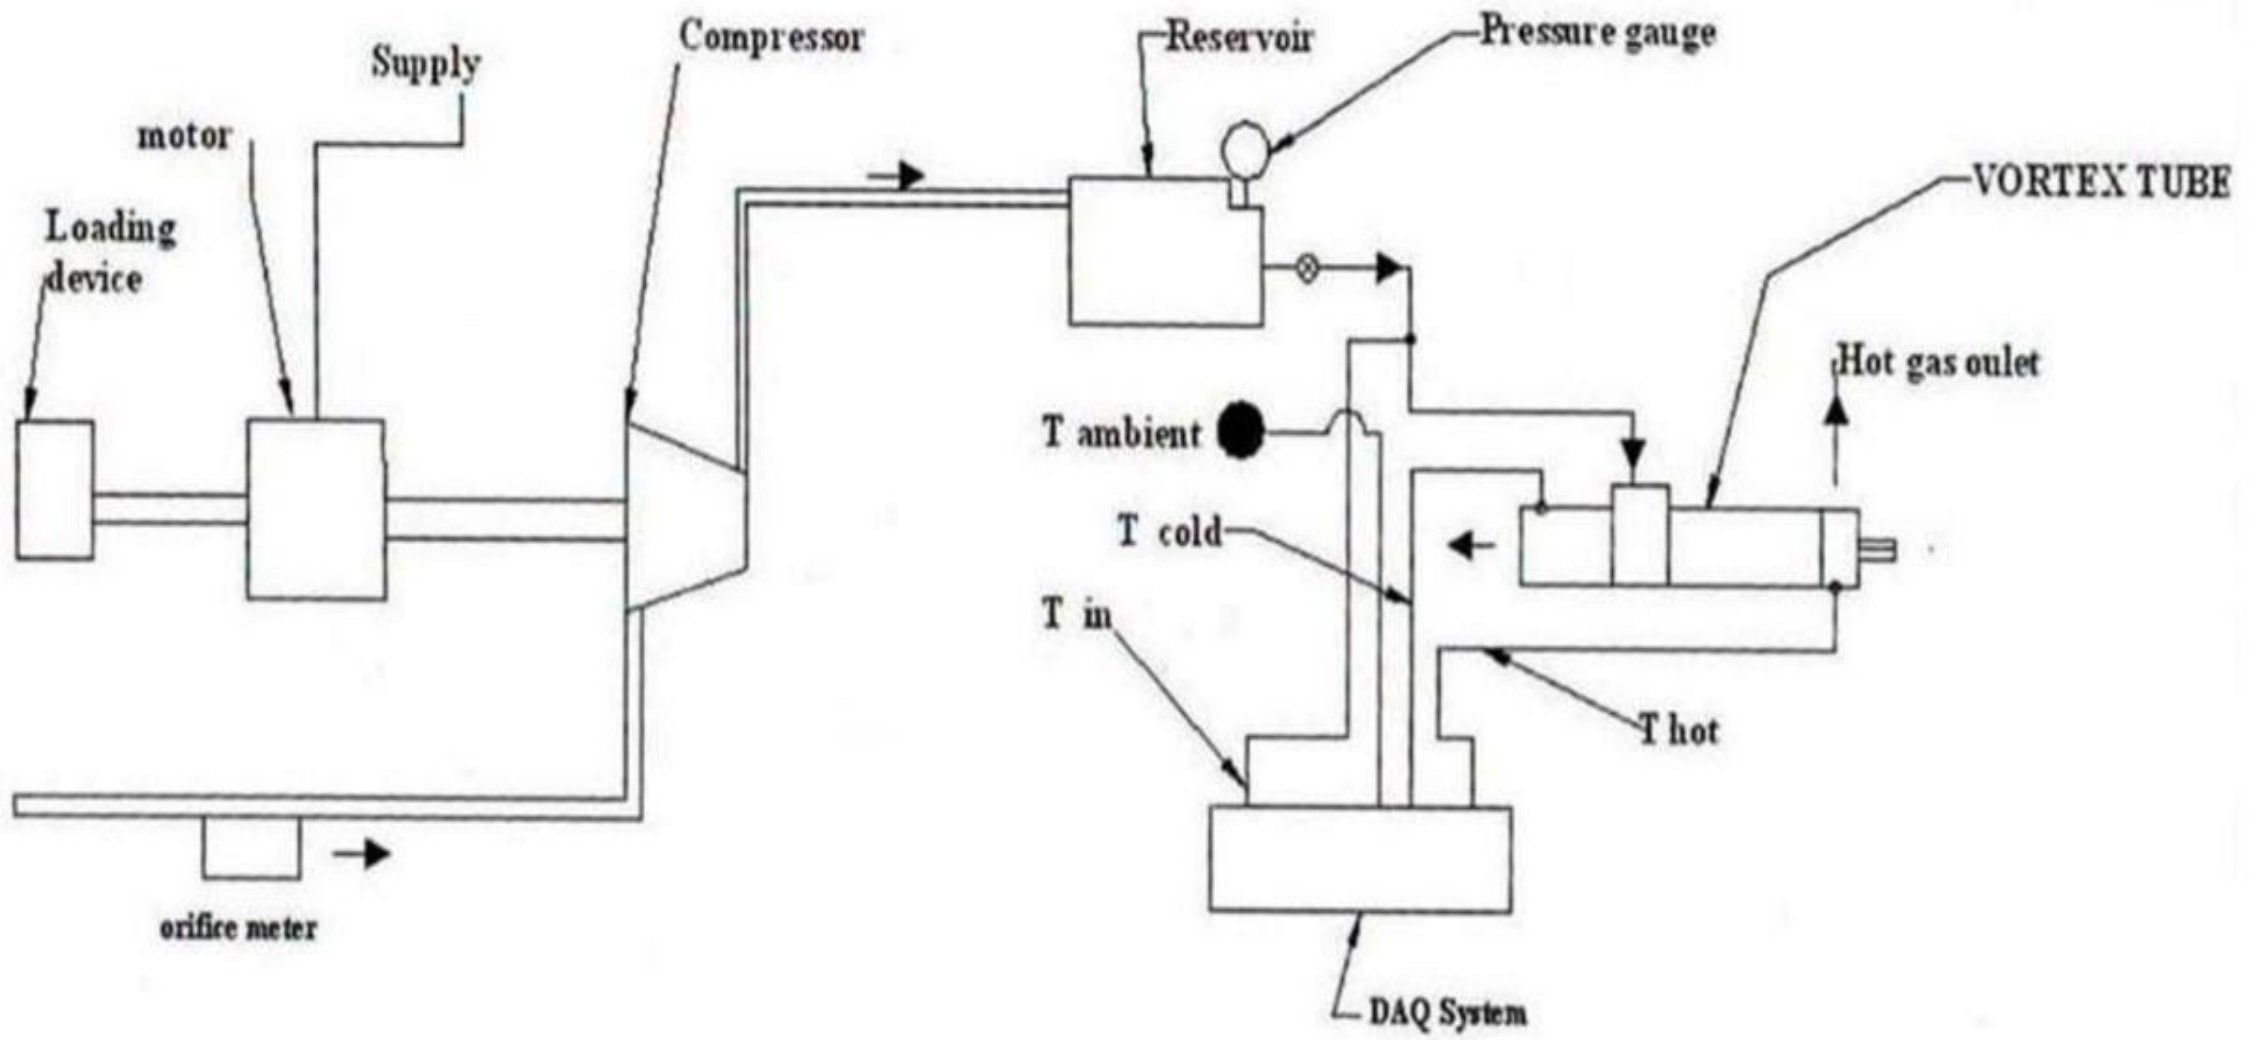 Supply
Compressor
Reservoir
Pressure gauge
motor
VORTEX TUBE
Loading
device
Hot gas oulet
T ambient
T cold
T in
T hot
orifice meter
DAQ System